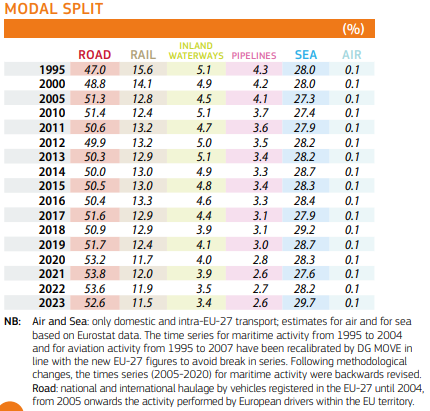 MODAL SPLIT
(%)
ROAD RAIL INLAND WATERWAYS PIPELINES SEA AIR
1995 47.0 15.6 5.1 4.3 28.0 0.1
2000 48.8 14.1 4.9 4.2 28.0 0.1
2005 51.3 12.8 4.5 4.1 27.3 0.1
2010 51.4 12.4 5.1 3.7 27.4 0.1
2011 50.6 13.2 4.7 3.6 27.9 0.1
2012 49.9 13.2 5.0 3.5 28.2 0.1
2013 50.3 12.9 5.1 3.4 28.2 0.1
2014 50.0 13.0 4.9 3.3 28.7 0.1
2015 50.5 13.0 4.8 3.4 28.3 0.1
2016 50.4 13.3 4.6 3.3 28.4 0.1
2017 51.6 12.9 4.4 3.1 27.9 0.1
2018 50.9 12.9 3.9 3.1 29.2 0.1
2019 51.7 12.4 4.1 3.0 28.7 0.1
2020 53.2 11.7 4.0 2.8 28.3 0.1
2021 53.8 12.0 3.9 2.6 27.6 0.1
2022 53.6 11.9 3.5 2.7 28.2 0.1
2023 52.6 11.5 3.4 2.6 29.7 0.1
NB: Air and Sea: only domestic and intra-EU-27 transport; estimates for air and for sea
based on Eurostat data. The time series for maritime activity from 1995 to 2004
and for aviation activity from 1995 to 2007 have been recalibrated by DG MOVE in
line with the new EU-27 figures to avoid break in series. Following methodological
changes, the times series (2005-2020) for maritime activity were backwards revised.
Road: national and international haulage by vehicles registered in the EU-27 until 2004,
from 2005 onwards the activity performed by European drivers within the EU territory.